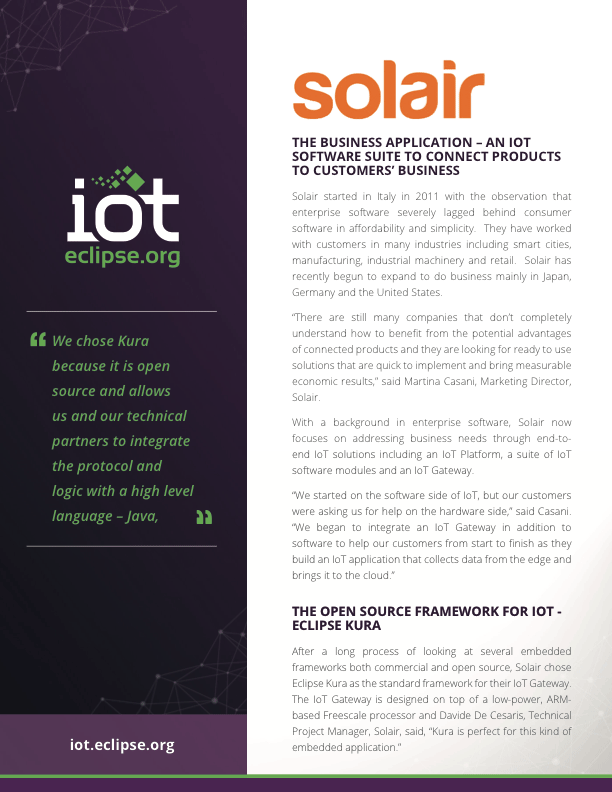 iot
eclipse.org
“ We chose Kura
because it is open
source and allows
us and our technical
partners to integrate
the protocol and
logic with a high level
language – Java, ”
iot.eclipse.org
solair
THE BUSINESS APPLICATION – AN IOT
SOFTWARE SUITE TO CONNECT PRODUCTS
TO CUSTOMERS’ BUSINESS
Solair started in Italy in 2011 with the observation that
enterprise software severely lagged behind consumer
software in affordability and simplicity. They have worked
with customers in many industries including smart cities,
manufacturing, industrial machinery and retail. Solair has
recently begun to expand to do business mainly in Japan,
Germany and the United States.
“There are still many companies that don’t completely
understand how to benefit from the potential advantages
of connected products and they are looking for ready to use
solutions that are quick to implement and bring measurable
economic results,” said Martina Casani, Marketing Director,
Solair.
With a background in enterprise software, Solair now
focuses on addressing business needs through end-to-
end IoT solutions including an IoT Platform, a suite of IoT
software modules and an IoT Gateway.
“We started on the software side of IoT, but our customers
were asking us for help on the hardware side,” said Casani.
“We began to integrate an IoT Gateway in addition to
software to help our customers from start to finish as they
build an IoT application that collects data from the edge and
brings it to the cloud.”
THE OPEN SOURCE FRAMEWORK FOR IOT -
ECLIPSE KURA
After a long process of looking at several embedded
frameworks both commercial and open source, Solair chose
Eclipse Kura as the standard framework for their IoT Gateway.
The IoT Gateway is designed on top of a low-power, ARM-
based Freescale processor and Davide De Cesaris, Technical
Project Manager, Solair, said, “Kura is perfect for this kind of
embedded application.”